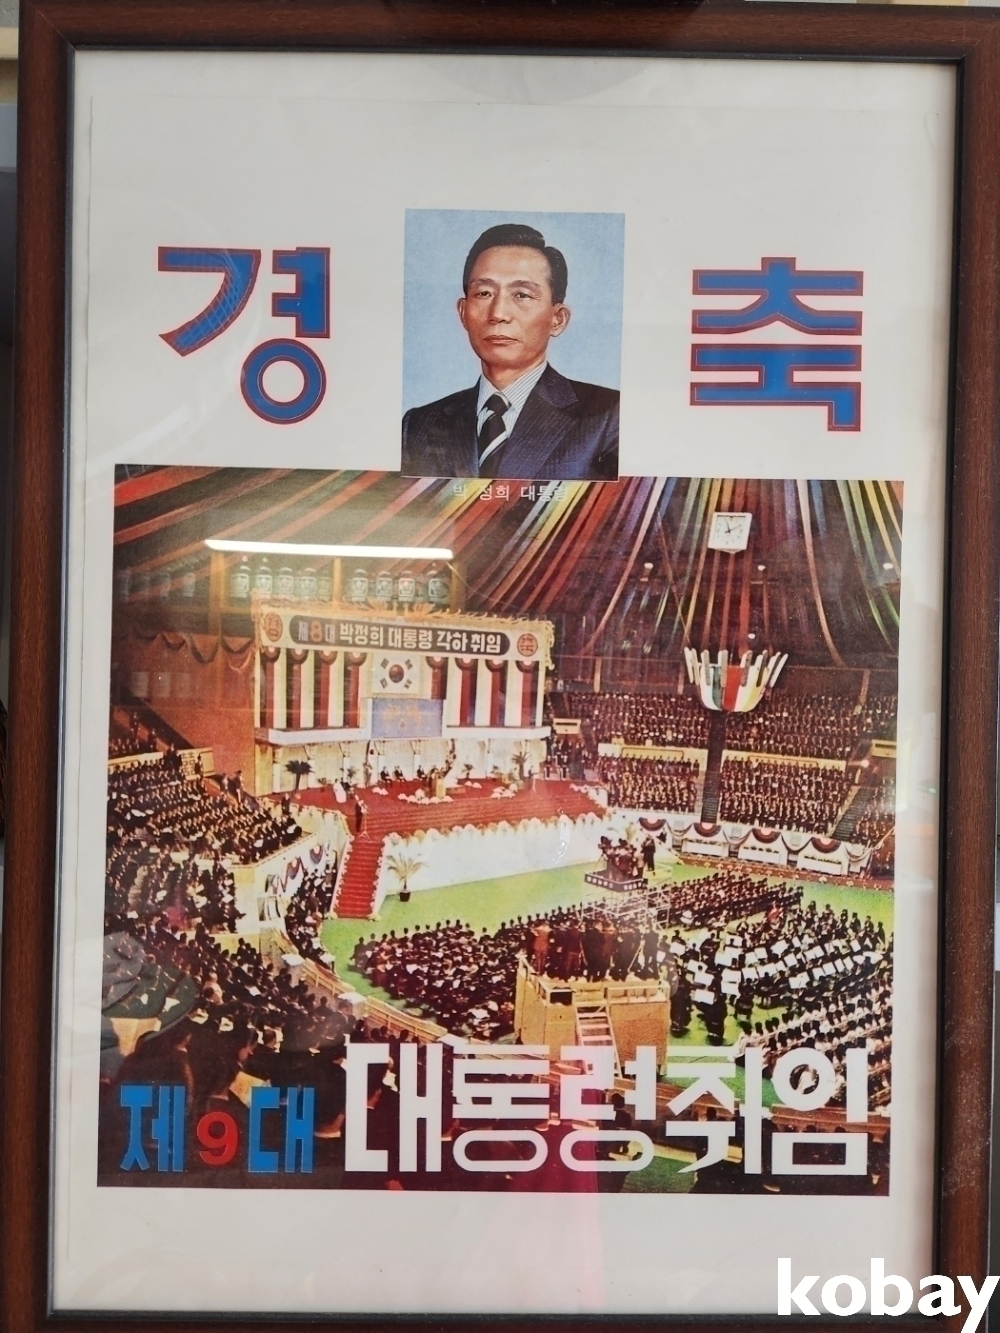 경축
박정희 대통령
제8대 박정희 대통령 각하 취임
제9대 대통령취임
kobay